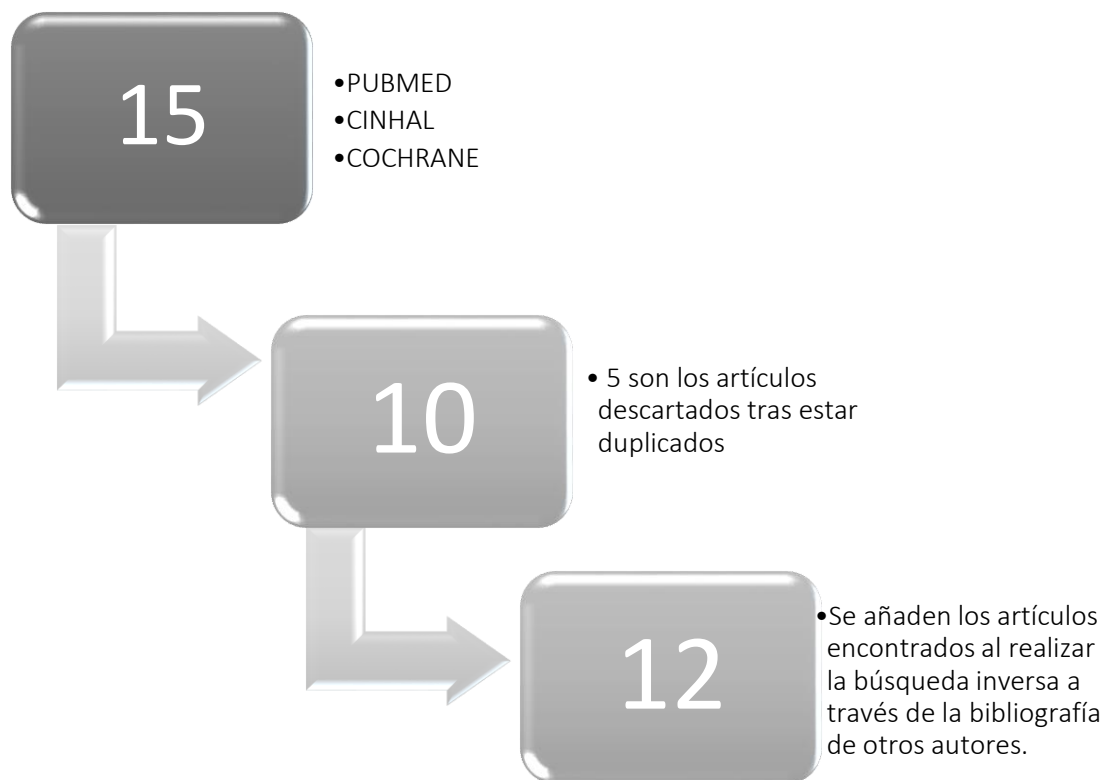 15
•PUBMED
•CINHAL
•COCHRANE
10
• 5 son los artículos
descartados tras estar
duplicados
12
•Se añaden los artículos
encontrados al realizar
la búsqueda inversa a
través de la bibliografía
de otros autores.